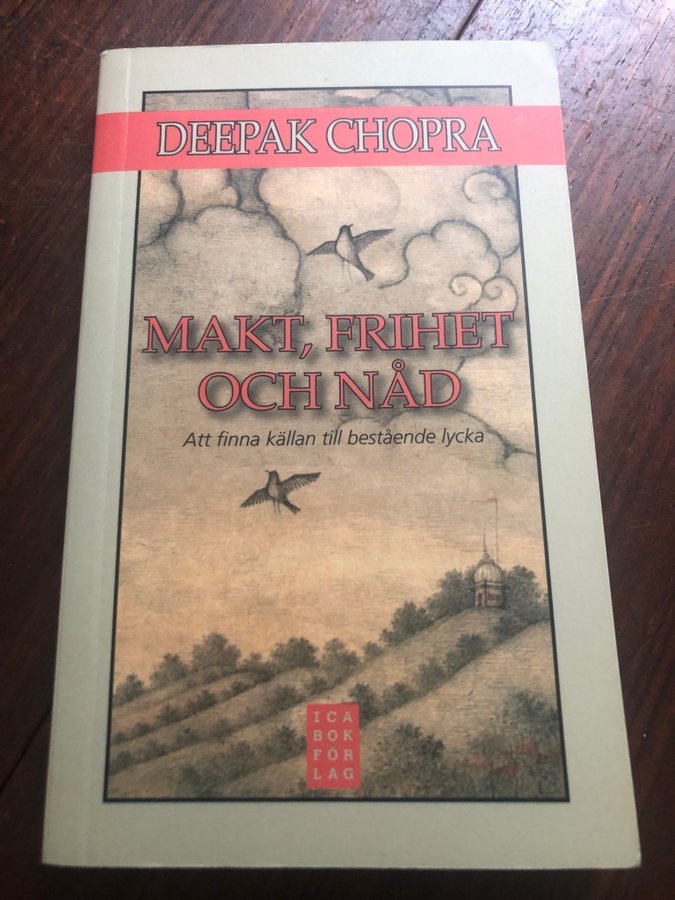 DEEPAK CHOPRA
MAKT, FRIHET
OCH NÅD
Att finna källan till bestående lycka
ICA
BOK
FÖR
LAG